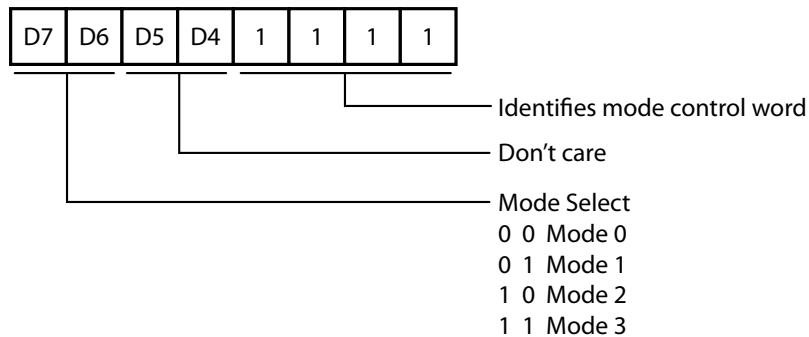 D7 D6 D5 D4 1 1 1 1
Identifies mode control word
Don't care
Mode Select
0 0 Mode 0
0 1 Mode 1
1 0 Mode 2
1 1 Mode 3